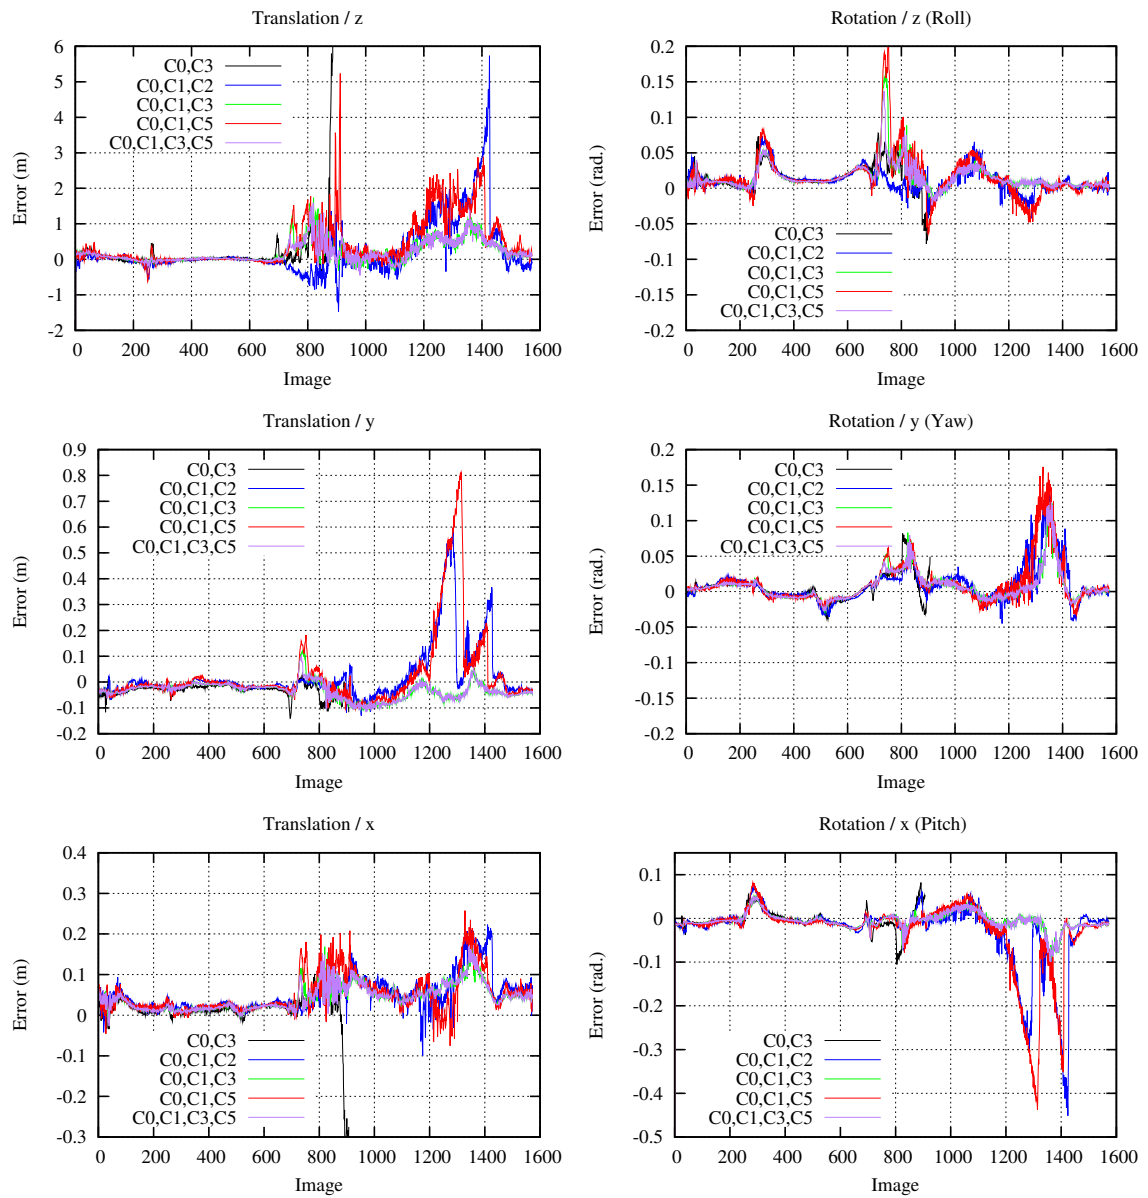 Translation / z
Error (m)
6
5
4
3
2
1
0
-1
-2
C0,C3
C0,C1,C2
C0,C1,C3
C0,C1,C5
C0,C1,C3,C5
0 200 400 600 800 1000 1200 1400 1600
Image
Rotation / z (Roll)
Error (rad.)
0.2
0.15
0.1
0.05
0
-0.05
-0.1
-0.15
-0.2
C0,C3
C0,C1,C2
C0,C1,C3
C0,C1,C5
C0,C1,C3,C5
0 200 400 600 800 1000 1200 1400 1600
Image
Translation / y
Error (m)
0.9
0.8
0.7
0.6
0.5
0.4
0.3
0.2
0.1
0
-0.1
-0.2
C0,C3
C0,C1,C2
C0,C1,C3
C0,C1,C5
C0,C1,C3,C5
0 200 400 600 800 1000 1200 1400 1600
Image
Rotation / y (Yaw)
Error (rad.)
0.2
0.15
0.1
0.05
0
-0.05
-0.1
-0.15
-0.2
C0,C3
C0,C1,C2
C0,C1,C3
C0,C1,C5
C0,C1,C3,C5
0 200 400 600 800 1000 1200 1400 1600
Image
Translation / x
Error (m)
0.4
0.3
0.2
0.1
0
-0.1
-0.2
-0.3
C0,C3
C0,C1,C2
C0,C1,C3
C0,C1,C5
C0,C1,C3,C5
0 200 400 600 800 1000 1200 1400 1600
Image
Rotation / x (Pitch)
Error (rad.)
0.1
0
-0.1
-0.2
-0.3
-0.4
-0.5
C0,C3
C0,C1,C2
C0,C1,C3
C0,C1,C5
C0,C1,C3,C5
0 200 400 600 800 1000 1200 1400 1600
Image